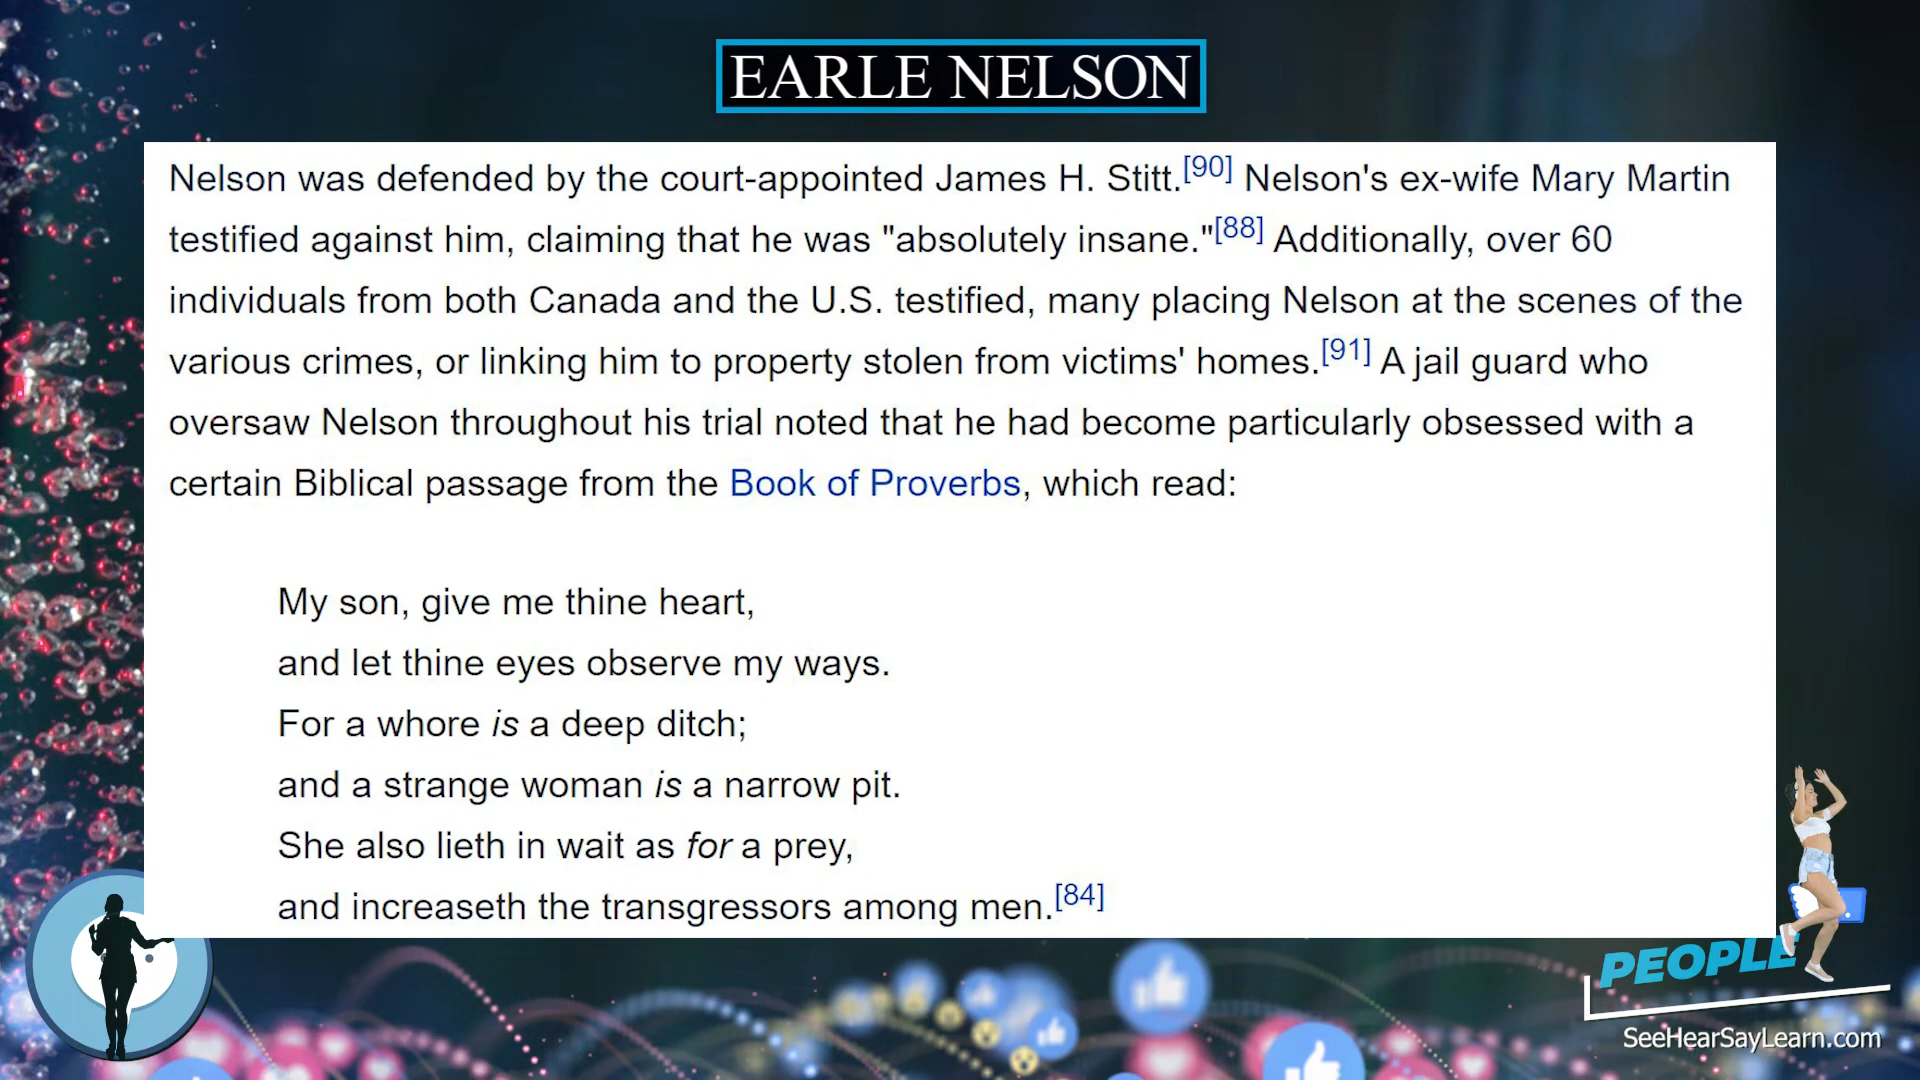 EARLE NELSON
Nelson was defended by the court-appointed James H. Stitt.[90] Nelson's ex-wife Mary Martin
testified against him, claiming that he was "absolutely insane."[88] Additionally, over 60
individuals from both Canada and the U.S. testified, many placing Nelson at the scenes of the
various crimes, or linking him to property stolen from victims' homes.[91] A jail guard who
oversaw Nelson throughout his trial noted that he had become particularly obsessed with a
certain Biblical passage from the Book of Proverbs, which read:
My son, give me thine heart,
and let thine eyes observe my ways.
For a whore is a deep ditch;
and a strange woman is a narrow pit.
She also lieth in wait as for a prey,
and increaseth the transgressors among men.[84]
PEOPLE
SeeHearSayLearn.com